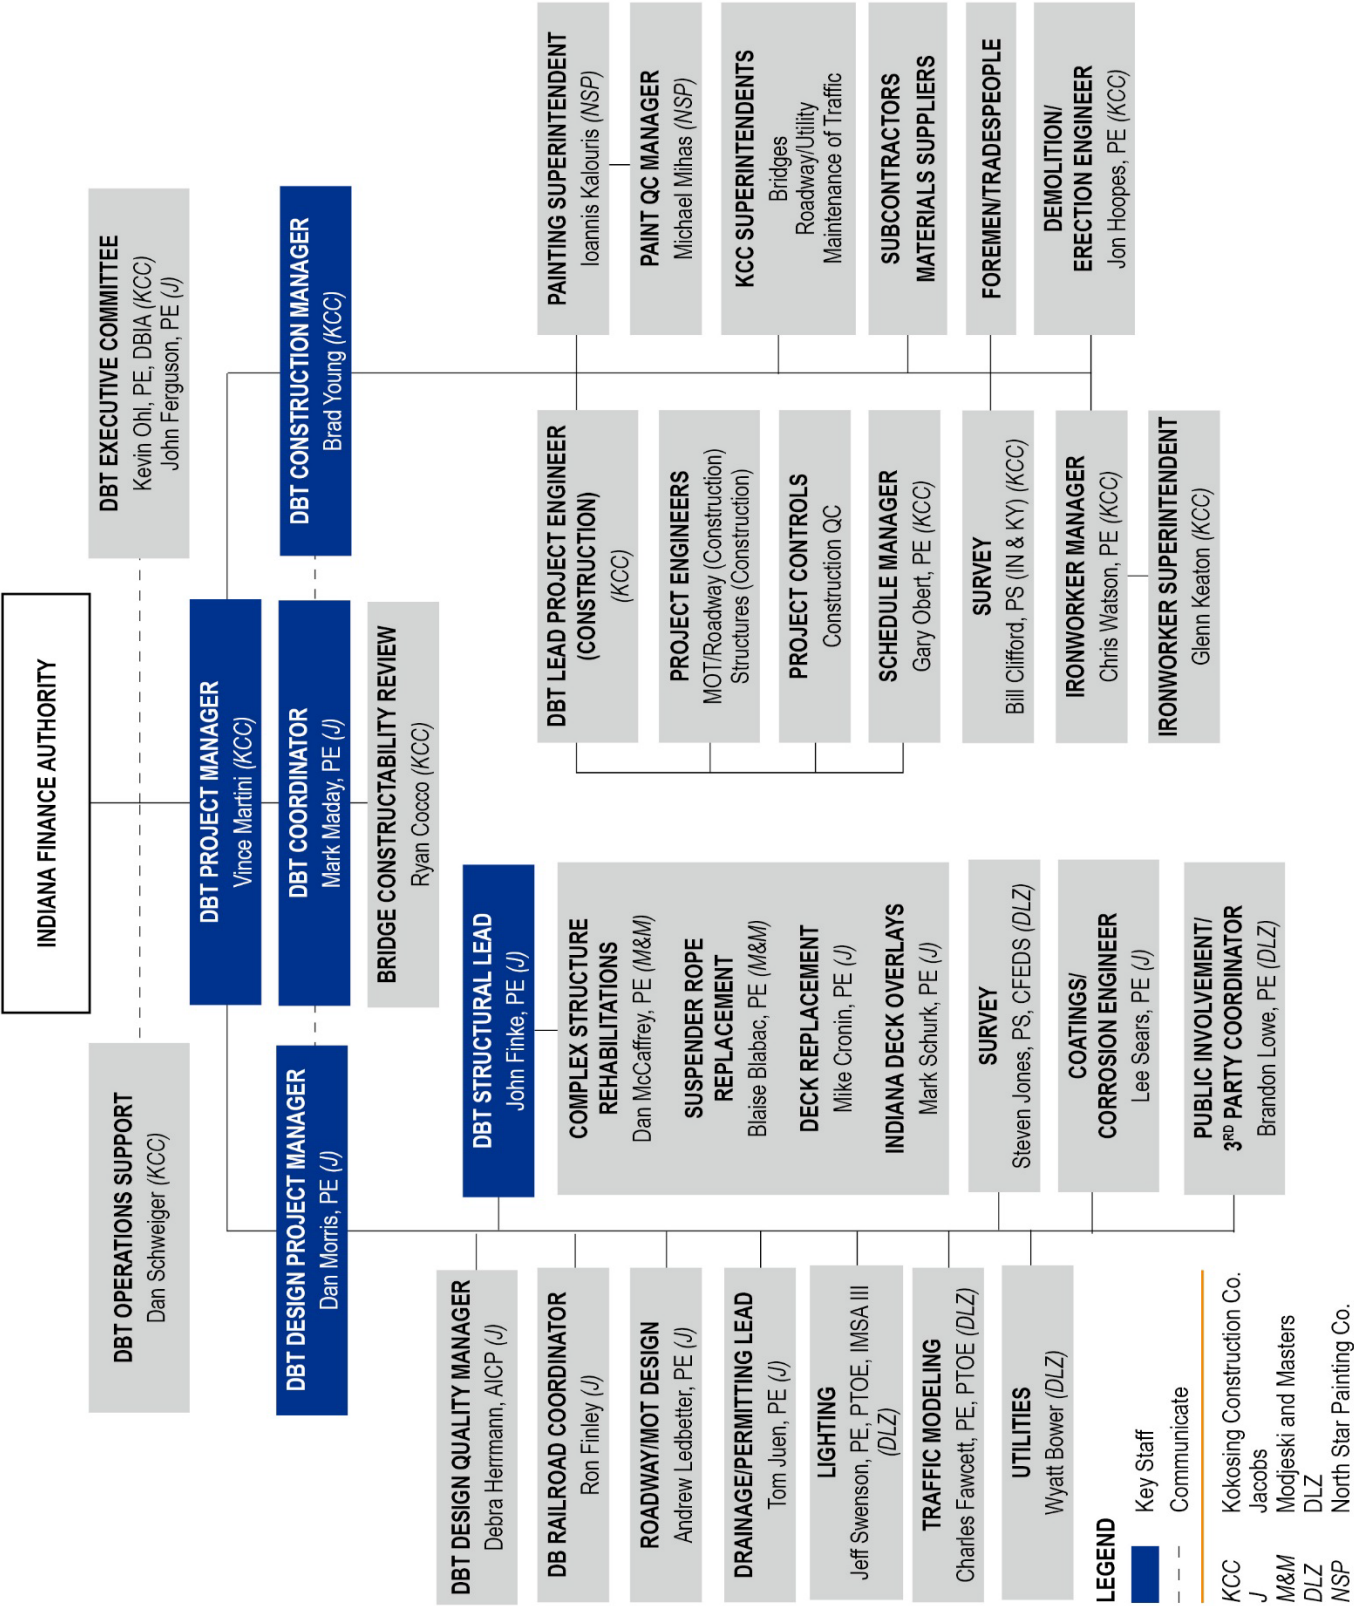 INDIANA FINANCE AUTHORITY
DBT OPERATIONS SUPPORT
Dan Schweiger (KCC)
DBT EXECUTIVE COMMITTEE
Kevin Ohl, PE, DBIA (KCC)
John Ferguson, PE (J)
DBT PROJECT MANAGER
Vince Martini (KCC)
DBT DESIGN PROJECT MANAGER
Dan Morris, PE (J)
DBT COORDINATOR
Mark Maday, PE (J)
DBT CONSTRUCTION MANAGER
Brad Young (KCC)
BRIDGE CONSTRUCTABILITY REVIEW
Ryan Cocco (KCC)
DBT DESIGN QUALITY MANAGER
Debra Herrmann, AICP (J)
DB RAILROAD COORDINATOR
Ron Finley (J)
ROADWAY/MOT DESIGN
Andrew Ledbetter, PE (J)
DRAINAGE/PERMITTING LEAD
Tom Juen, PE (J)
LIGHTING
Jeff Swenson, PE, PTOE, IMSA III
(DLZ)
TRAFFIC MODELING
Charles Fawcett, PE, PTOE (DLZ)
UTILITIES
Wyatt Bower (DLZ)
DBT STRUCTURAL LEAD
John Finke, PE (J)
COMPLEX STRUCTURE
REHABILITATIONS
Dan McCaffrey, PE (M&M)
SUSPENDER ROPE
REPLACEMENT
Blaise Blabac, PE (M&M)
DECK REPLACEMENT
Mike Cronin, PE (J)
INDIANA DECK OVERLAYS
Mark Schurk, PE (J)
SURVEY
Steven Jones, PS, CFEDS (DLZ)
COATINGS/
CORROSION ENGINEER
Lee Sears, PE (J)
PUBLIC INVOLVEMENT/
3RD PARTY COORDINATOR
Brandon Lowe, PE (DLZ)
DBT LEAD PROJECT ENGINEER
(CONSTRUCTION)
(KCC)
PROJECT ENGINEERS
MOT/Roadway (Construction)
Structures (Construction)
PROJECT CONTROLS
Construction QC
SCHEDULE MANAGER
Gary Obert, PE (KCC)
SURVEY
Bill Clifford, PS (IN & KY) (KCC)
IRONWORKER MANAGER
Chris Watson, PE (KCC)
IRONWORKER SUPERINTENDENT
Glenn Keaton (KCC)
PAINTING SUPERINTENDENT
Ioannis Kalouris (NSP)
PAINT QC MANAGER
Michael Mihas (NSP)
KCC SUPERINTENDENTS
Bridges
Roadway/Utility
Maintenance of Traffic
SUBCONTRACTORS
MATERIALS SUPPLIERS
FOREMEN/TRADESPEOPLE
DEMOLITION/
ERECTION ENGINEER
Jon Hoopes, PE (KCC)
LEGEND
Key Staff
Communicate
KCC Kokosing Construction Co.
J Jacobs
M&M Modjeski and Masters
DLZ DLZ
NSP North Star Painting Co.